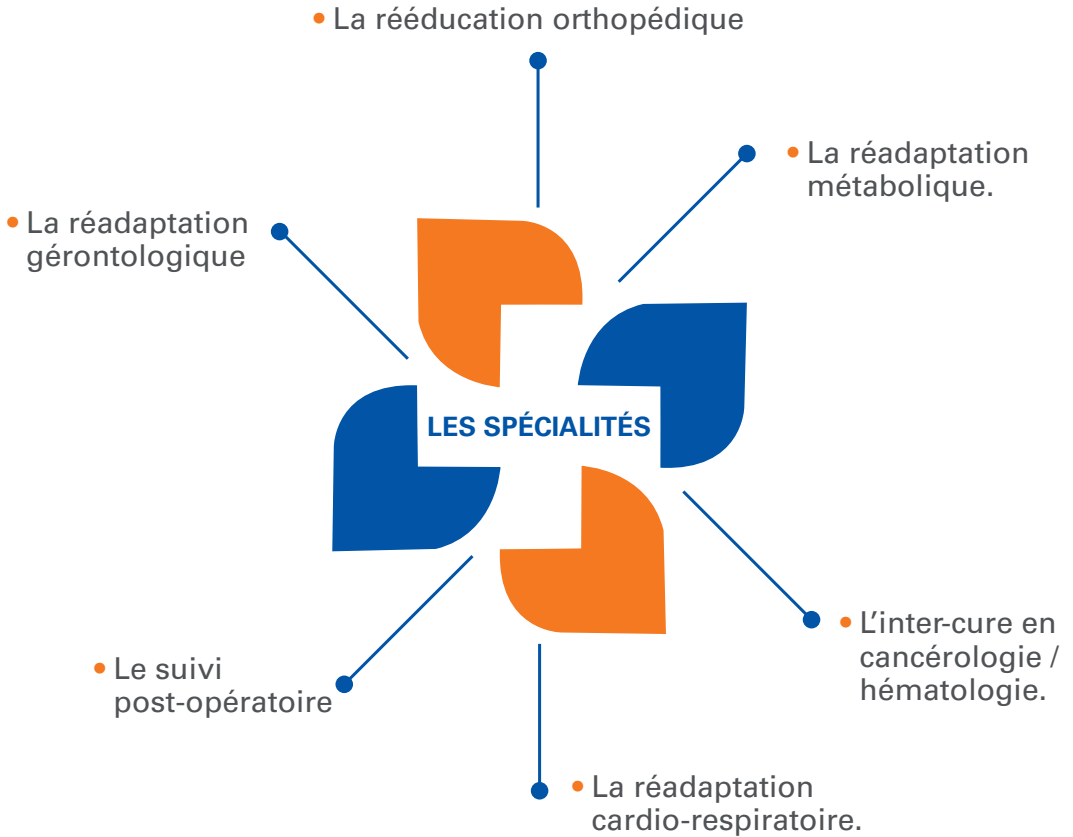 • La rééducation orthopédique
• La réadaptation
métabolique.
• La réadaptation
gérontologique
LES SPÉCIALITÉS
• L'inter-cure en
cancérologie /
hématologie.
• Le suivi
post-opératoire
• La réadaptation
cardio-respiratoire.